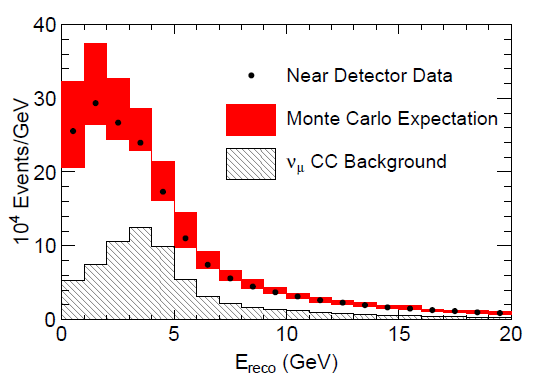 40
30
20
10
0
10⁴ Events/GeV
Near Detector Data
Monte Carlo Expectation
νμ CC Background
0 5 10 15 20
Ereco (GeV)